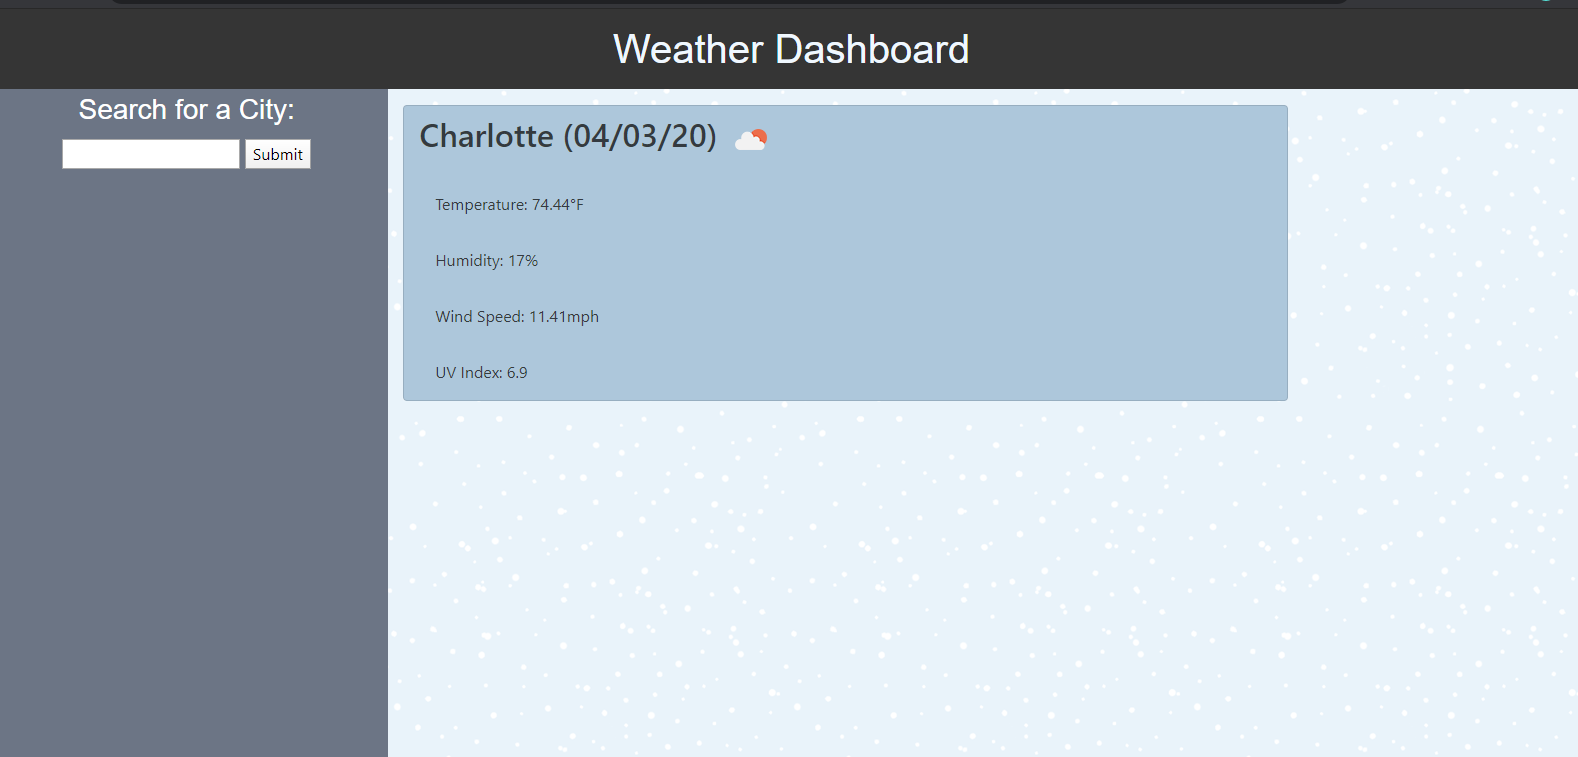 Weather Dashboard
Search for a City:
Submit
Charlotte (04/03/20)
Temperature: 74.44°F
Humidity: 17%
Wind Speed: 11.41mph
UV Index: 6.9